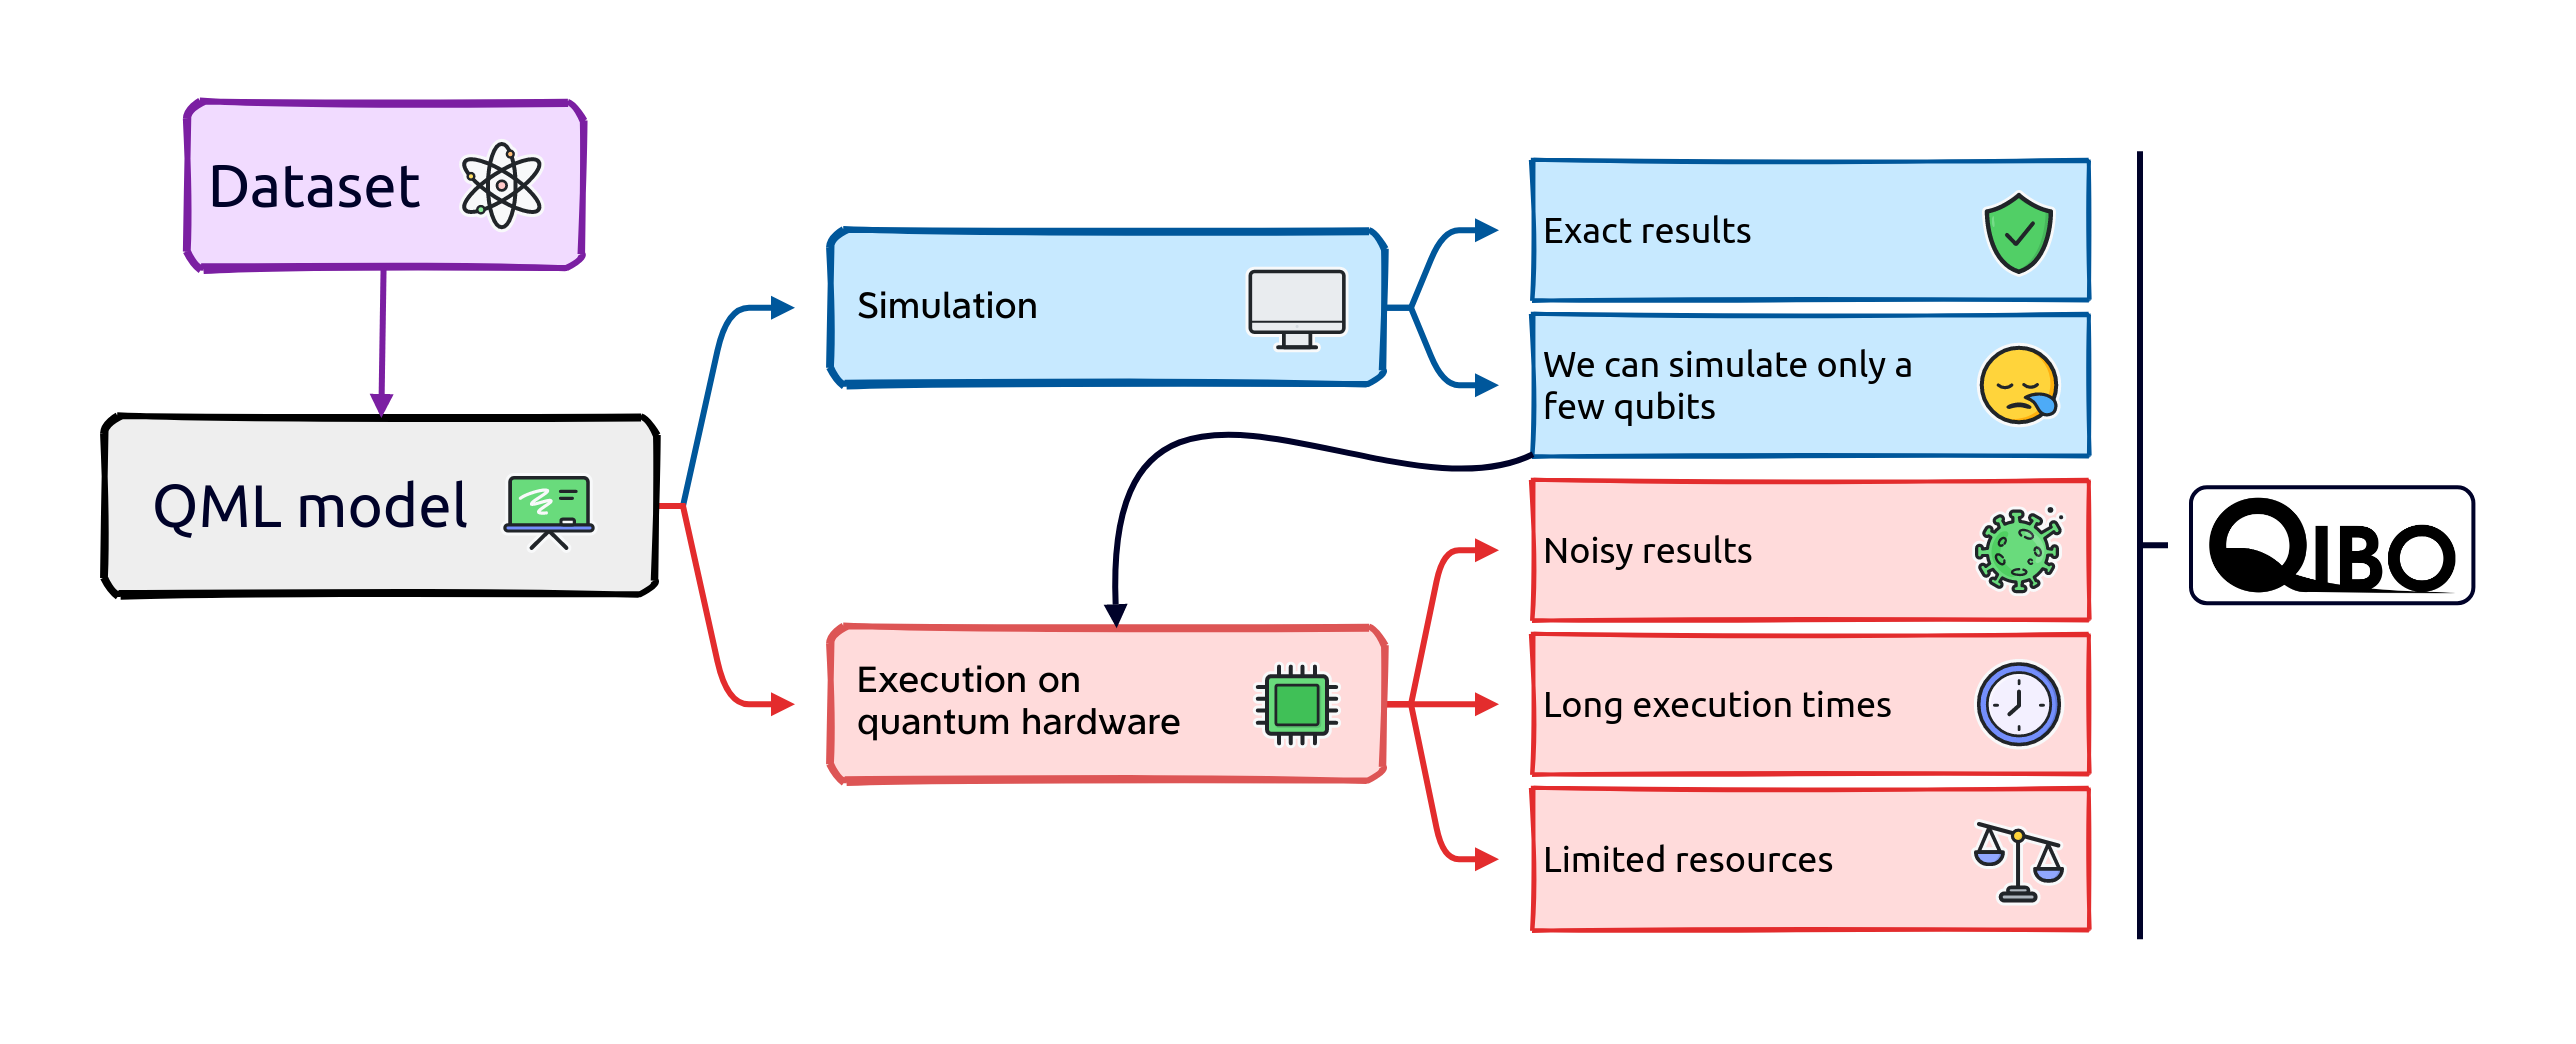 Dataset
QML model
Simulation
Execution on
quantum hardware
Exact results
We can simulate only a
few qubits
Noisy results
Long execution times
Limited resources
QIBO